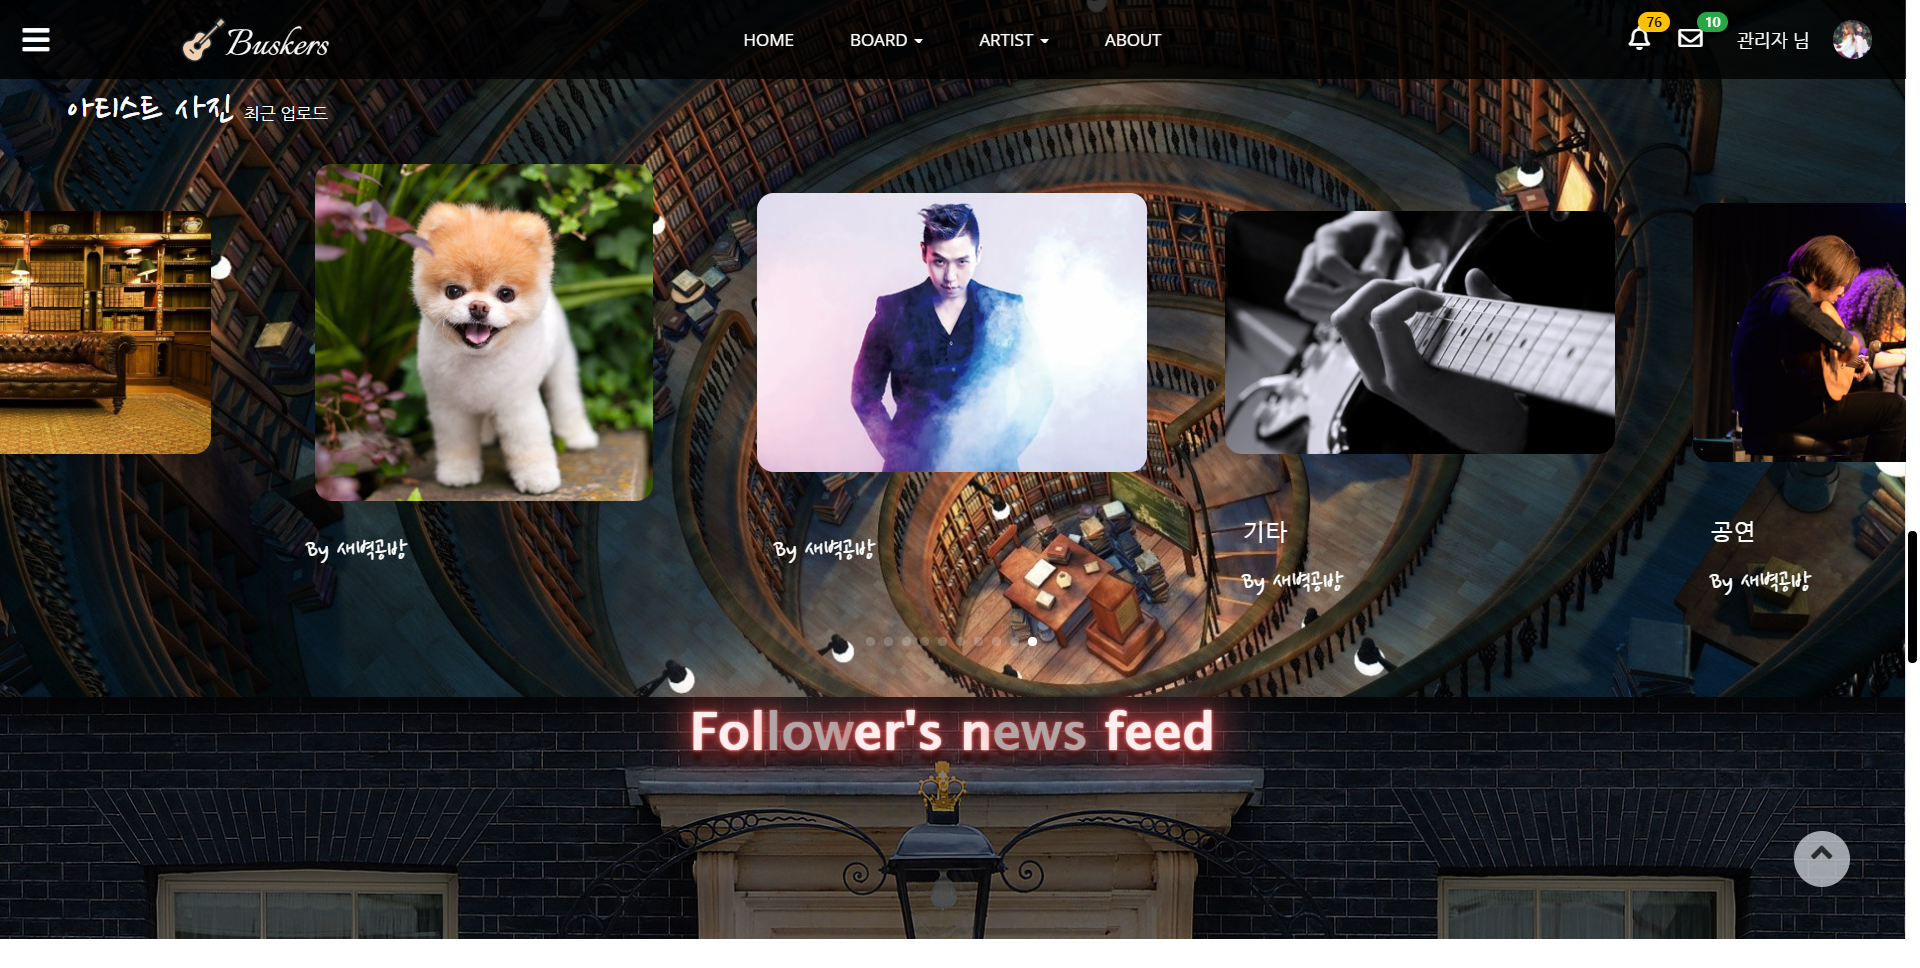 Buskers
HOME
BOARD
ARTIST
ABOUT
76
10
관리자 님
아티스트 사진 최근 업로드
By 새벽공방
By 새벽공방
기타
By 새벽공방
공연
By 새벽공방
Follower's news feed